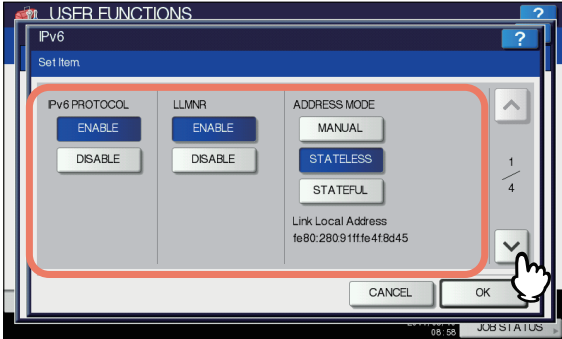 USER FUNCTIONS
?
IPv6
?
Set Item.
IPv6 PROTOCOL
ENABLE
DISABLE
LLMNR
ENABLE
DISABLE
ADDRESS MODE
MANUAL
STATELESS
STATEFUL
Link Local Address
fe80:280:91ff:fe4f:8d45
1
4
CANCEL
OK
08:58
JOB STATUS